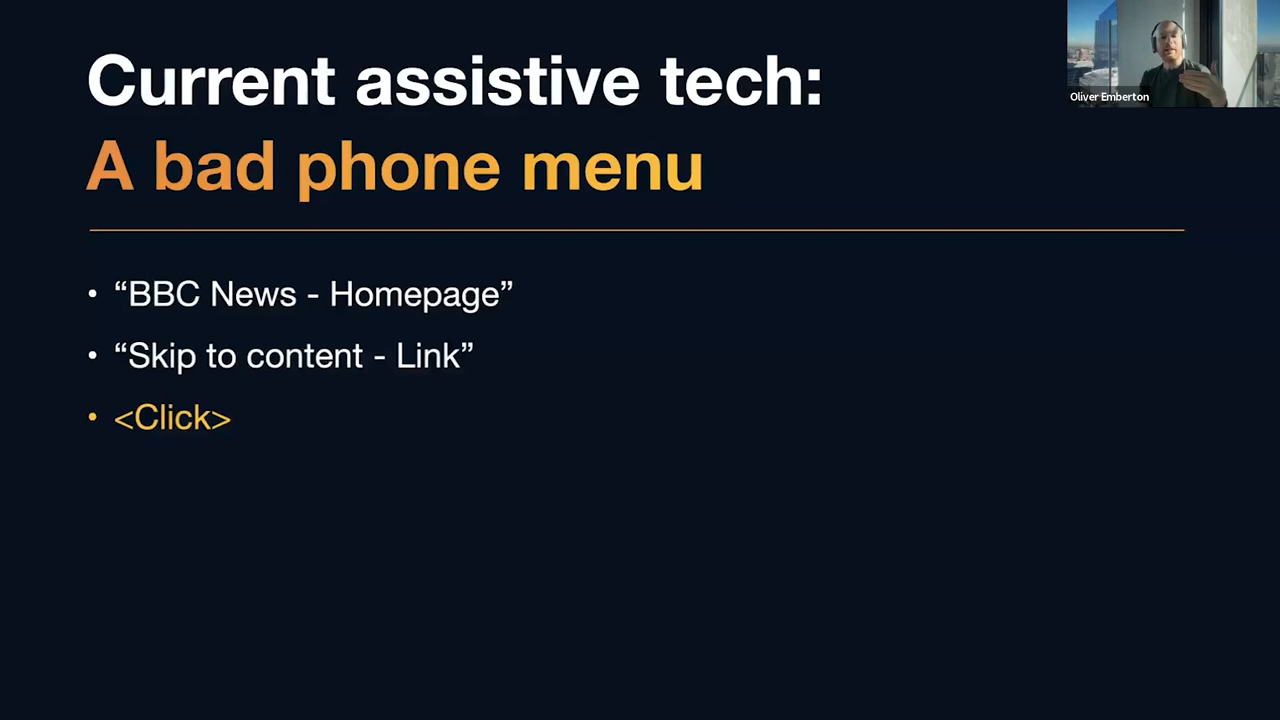 Current assistive tech:
A bad phone menu
• “BBC News - Homepage”
• “Skip to content - Link”
• <Click>
Oliver Emberton